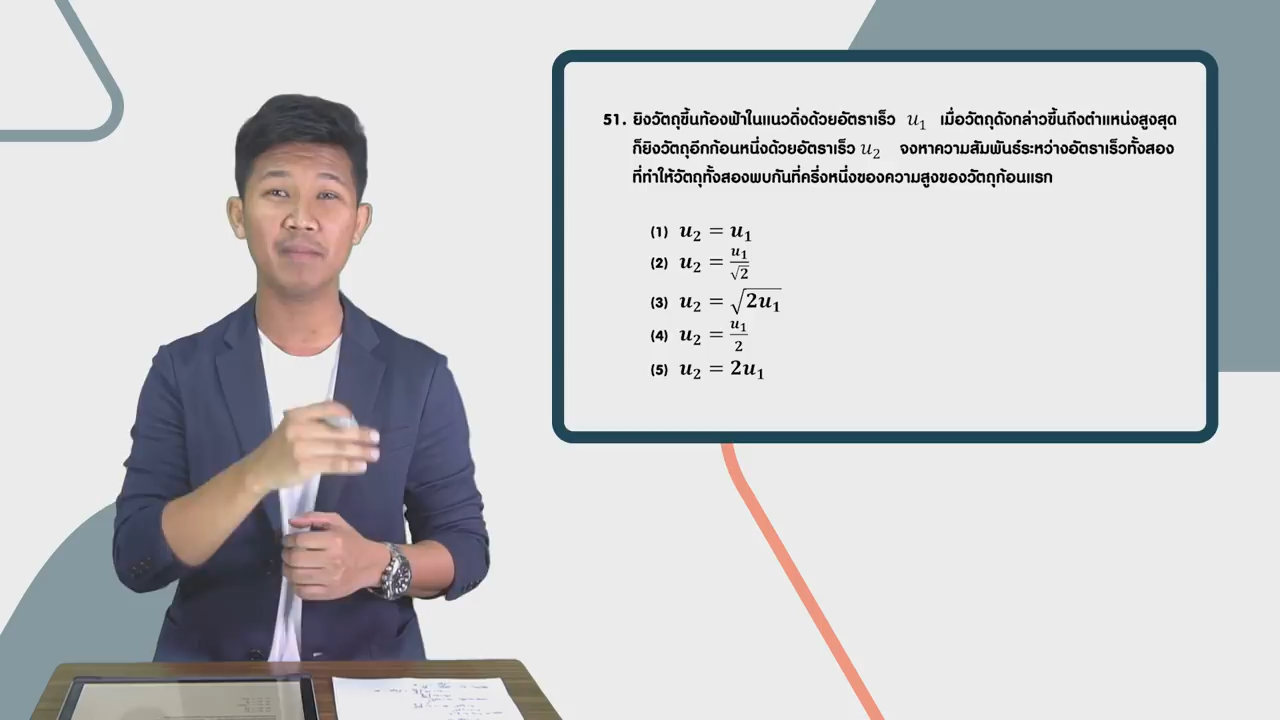 51. ยิงวัตถุขึ้นท้องฟ้าในแนวดิ่งด้วยอัตราเร็ว u₁ เมื่อวัตถุดังกล่าวขึ้นถึงตำแหน่งสูงสุด
ก็ยิงวัตถุอีกก้อนหนึ่งด้วยอัตราเร็ว u₂ จงหาความสัมพันธ์ระหว่างอัตราเร็วทั้งสอง
ที่ทำให้วัตถุทั้งสองพบกันที่ครึ่งหนึ่งของความสูงของวัตถุก้อนแรก
(1) u₂ = u₁
(2) u₂ = u₁/√2
(3) u₂ = √(2u₁)
(4) u₂ = u₁/2
(5) u₂ = 2u₁